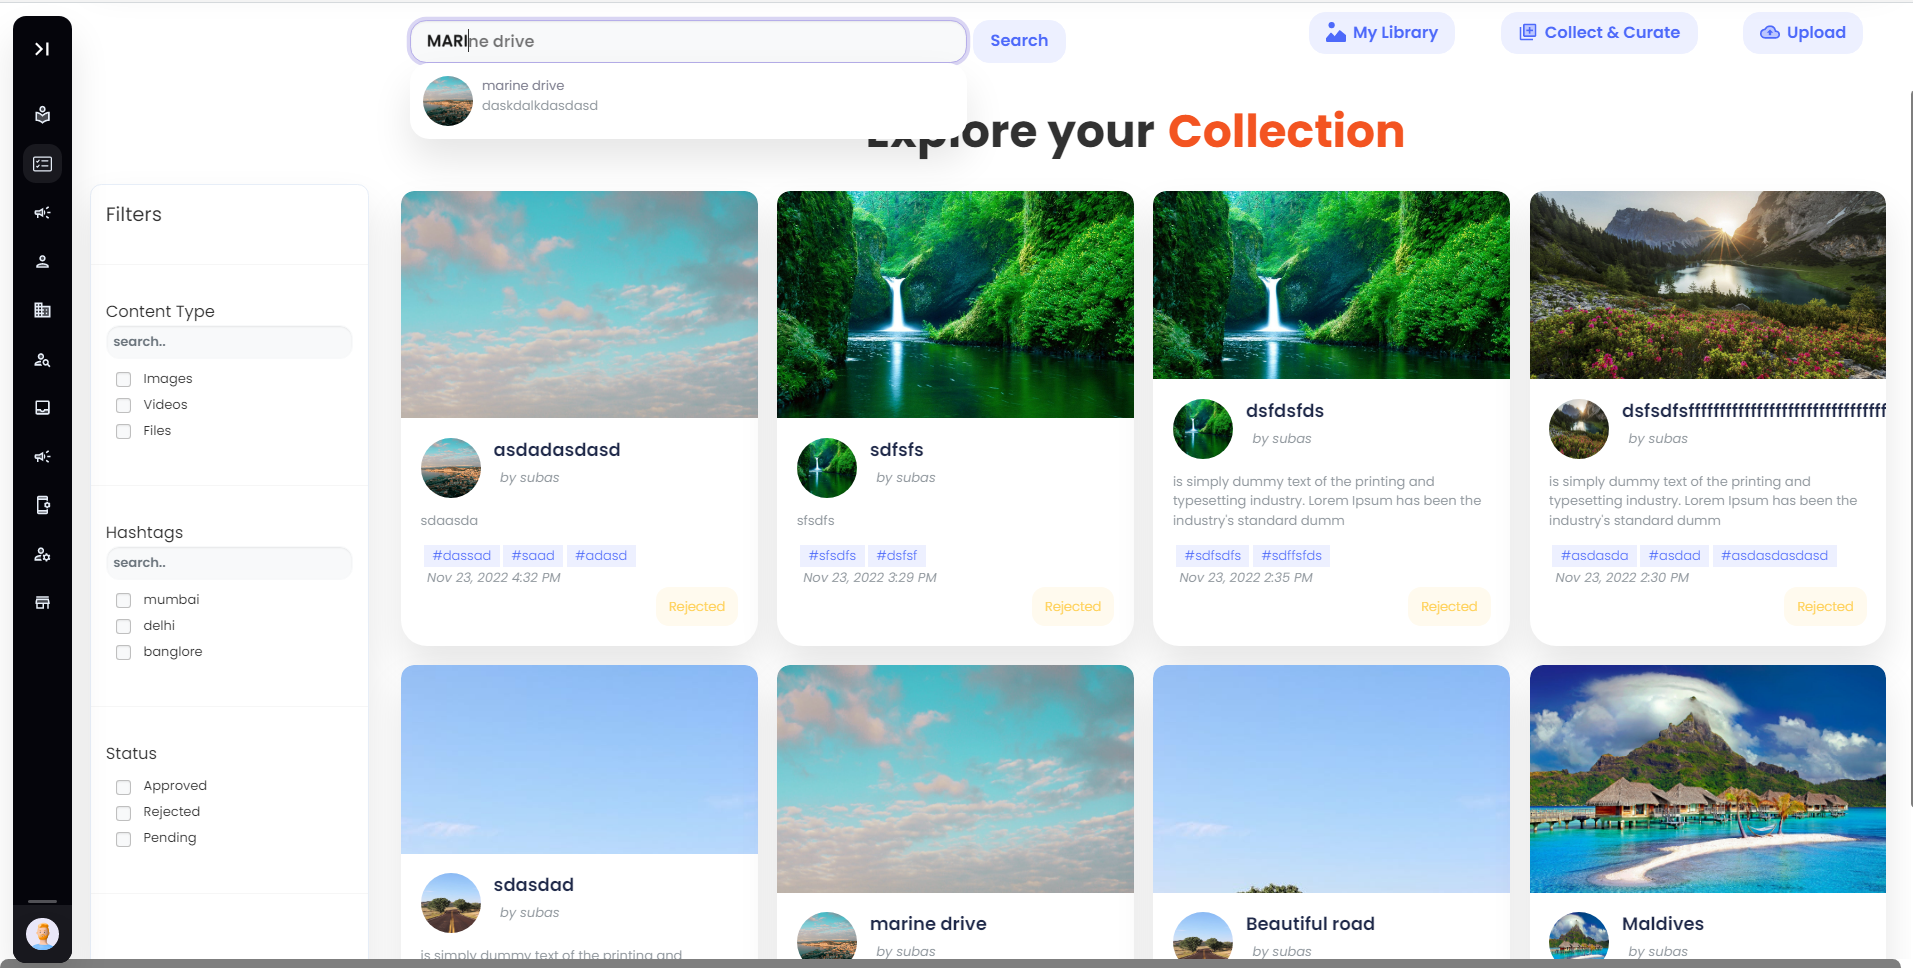 MARIne drive
Search
My Library
Collect & Curate
Upload
marine drive
daskdalkdasdasd
Explore your Collection
Filters
Content Type
search..
Images
Videos
Files
Hashtags
search..
mumbai
delhi
banglore
Status
Approved
Rejected
Pending
asdadasdasd
by subas
sdaasda
#dassad #saad #adasd
Nov 23, 2022 4:32 PM
Rejected
sdfsfs
by subas
sfsdfs
#sfsdfs #dsfsf
Nov 23, 2022 3:29 PM
Rejected
dsfdsfds
by subas
is simply dummy text of the printing and
typesetting industry. Lorem Ipsum has been the
industry's standard dumm
#sdfsdfs #sdffsfds
Nov 23, 2022 2:35 PM
Rejected
by subas
is simply dummy text of the printing and
typesetting industry. Lorem Ipsum has been the
industry's standard dumm
#asdasda #asdad #asdasdasdasd
Nov 23, 2022 2:30 PM
Rejected
sdasdad
by subas
is simply dummy text of the printing and
marine drive
by subas
Beautiful road
by subas
Maldives
by subas